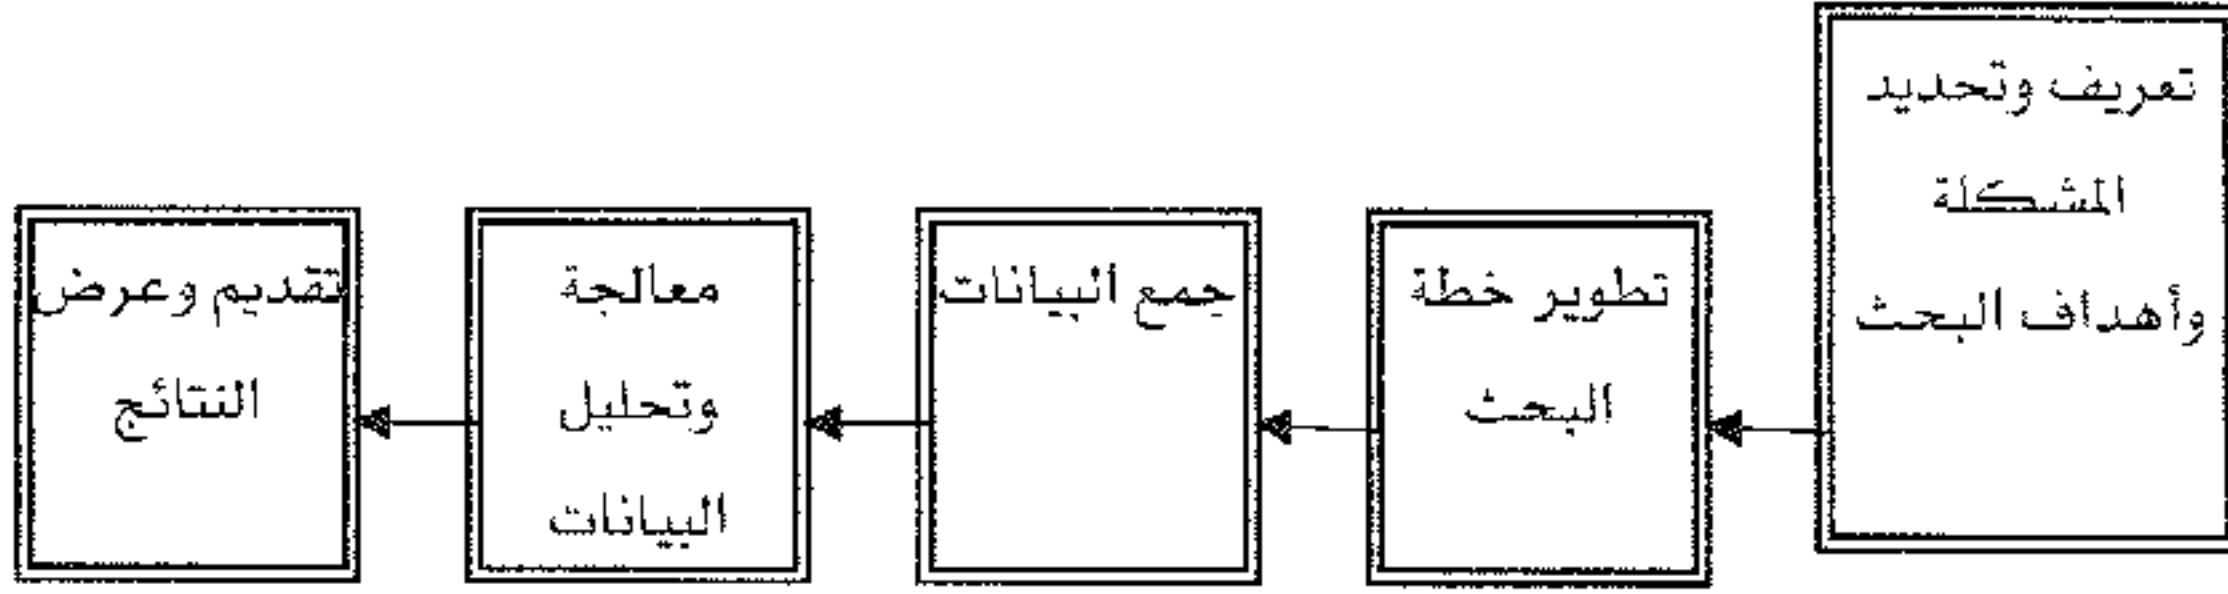 تعريف وتحديد
المشكلة
وأهداف البحث
تطوير خطة
البحث
جمع البيانات
معالجة
وتحليل
البيانات
تقديم وعرض
النتائج